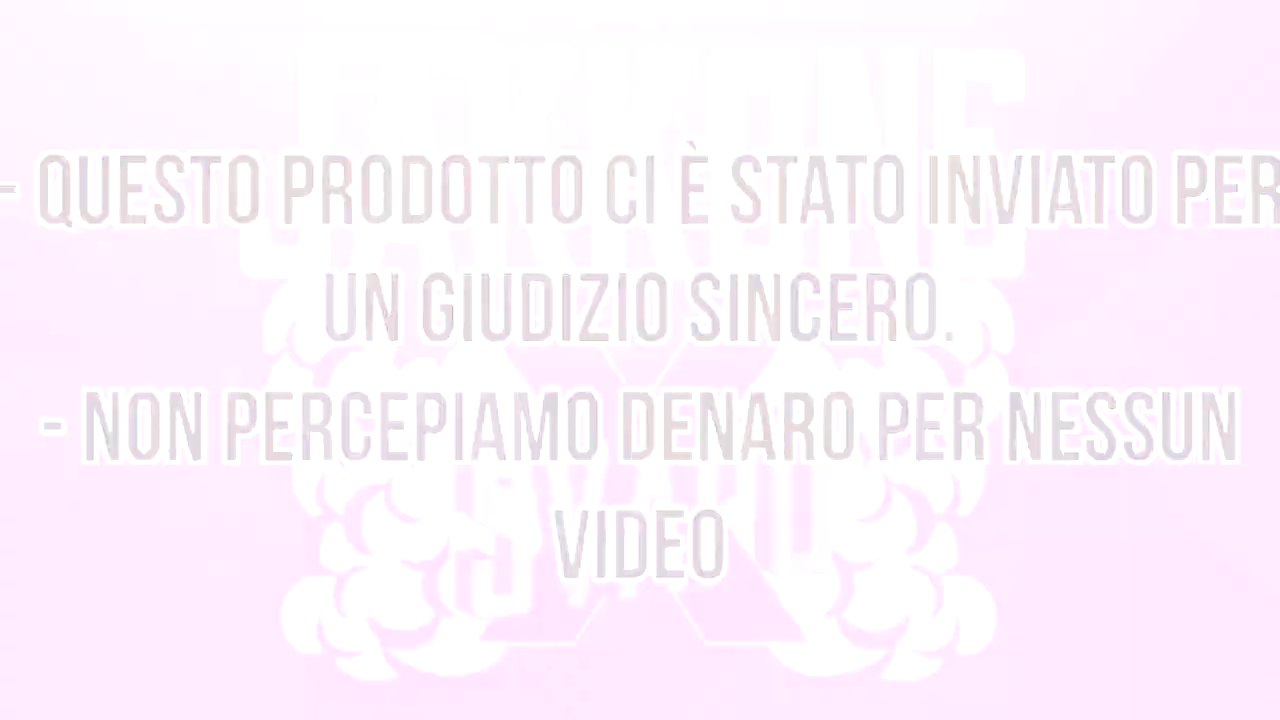 - QUESTO PRODOTTO CI È STATO INVIATO PER
UN GIUDIZIO SINCERO.
- NON PERCEPIAMO DENARO PER NESSUN
VIDEO